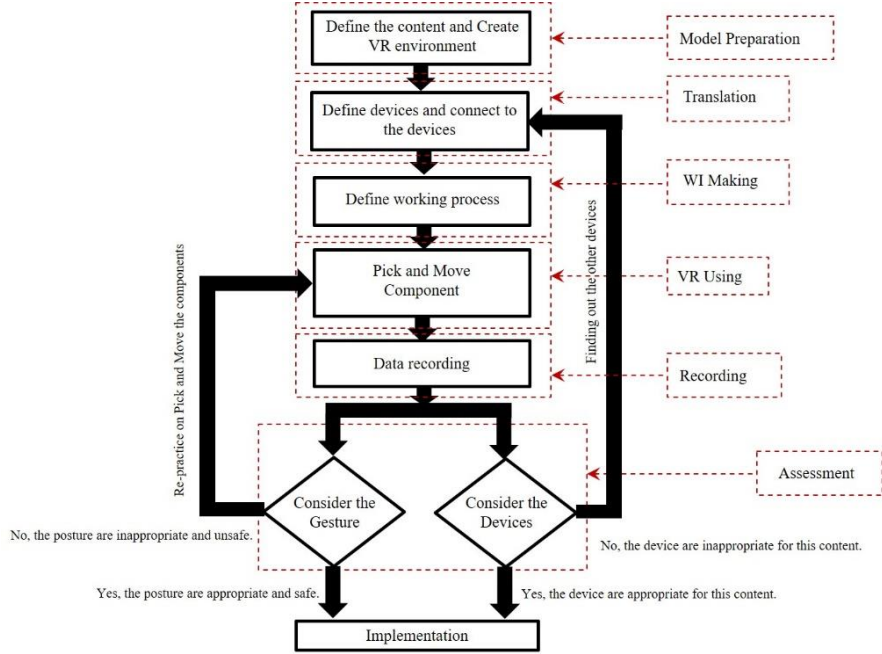 Define the content and Create
VR environment
Model Preparation
Define devices and connect to
the devices
Translation
Define working process
WI Making
Pick and Move
Component
VR Using
Re-practice on Pick and Move the components
Finding out the other devices
Data recording
Recording
Consider the
Gesture
Consider the
Devices
Assessment
No, the posture are inappropriate and unsafe.
No, the device are inappropriate for this content.
Yes, the posture are appropriate and safe.
Yes, the device are appropriate for this content.
Implementation